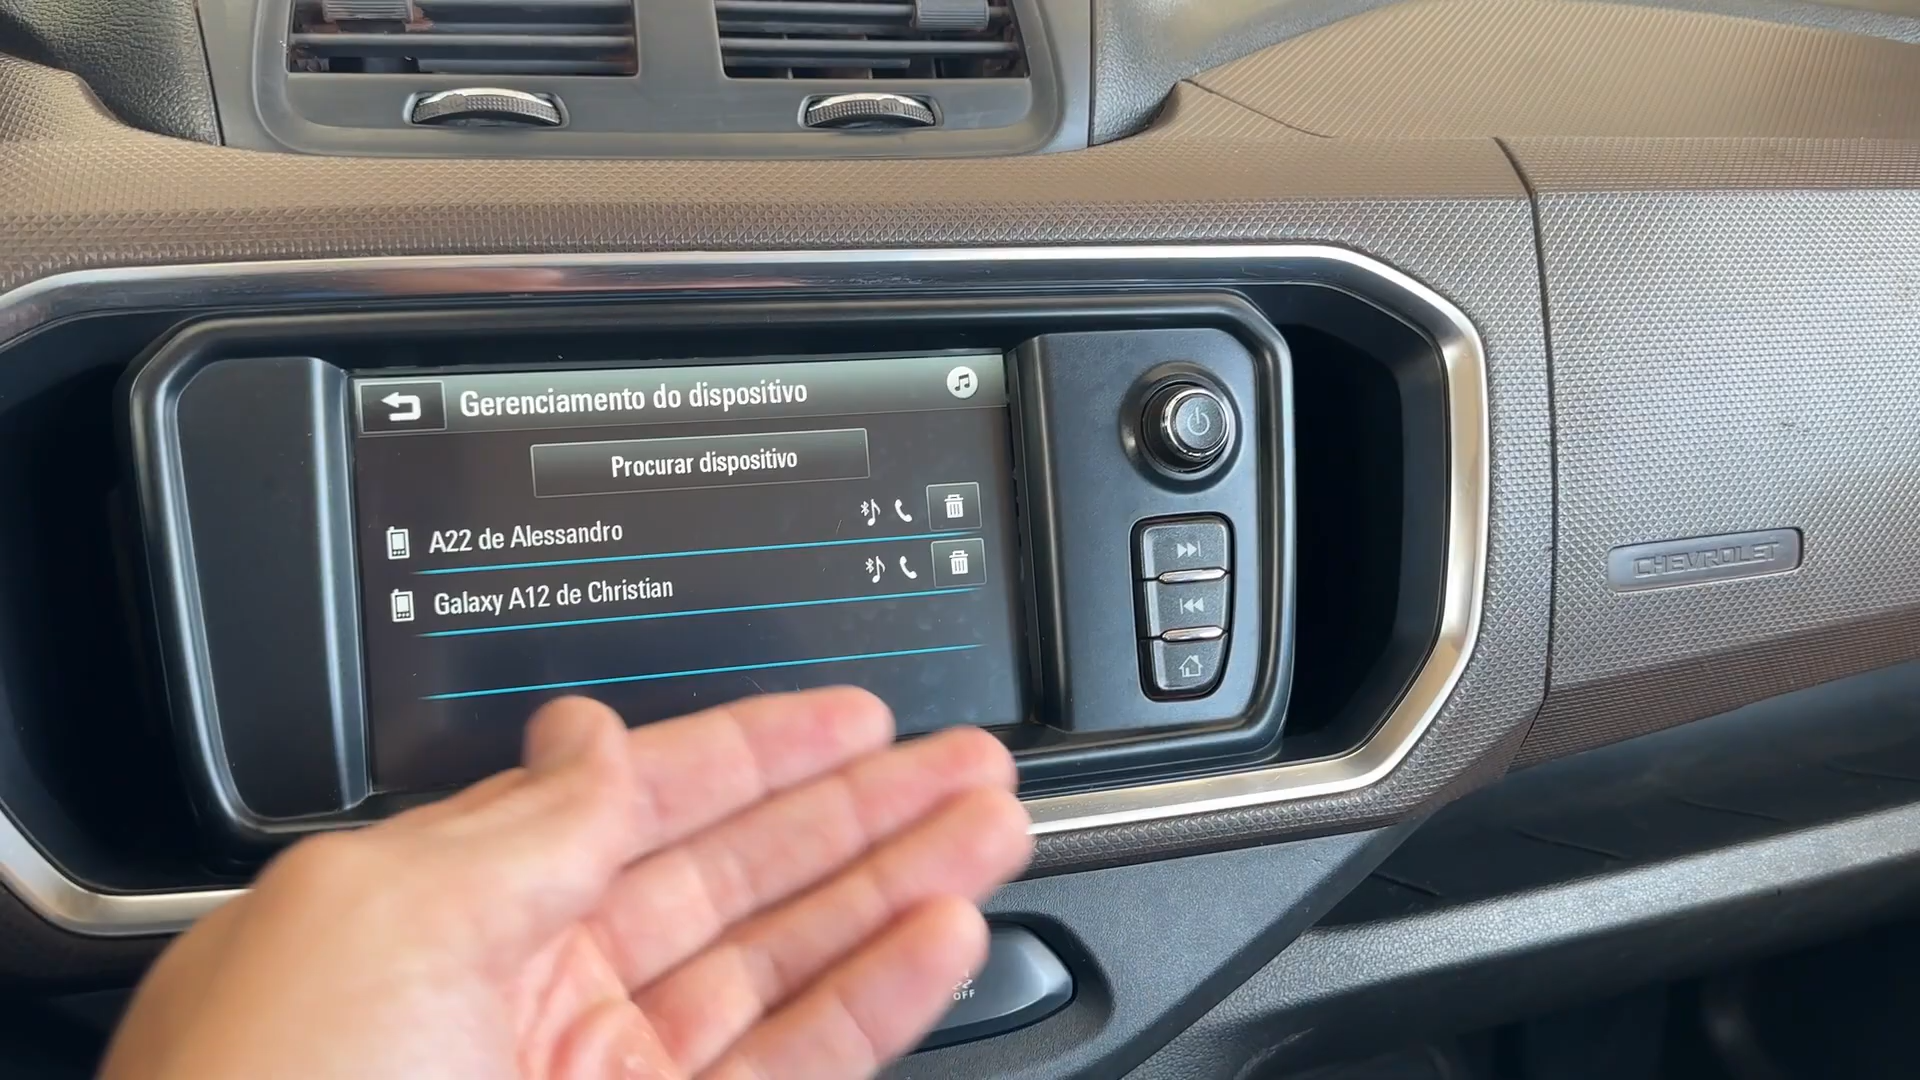 Gerenciamento do dispositivo
Procurar dispositivo
A22 de Alessandro
Galaxy A12 de Christian
CHEVROLET
OFF